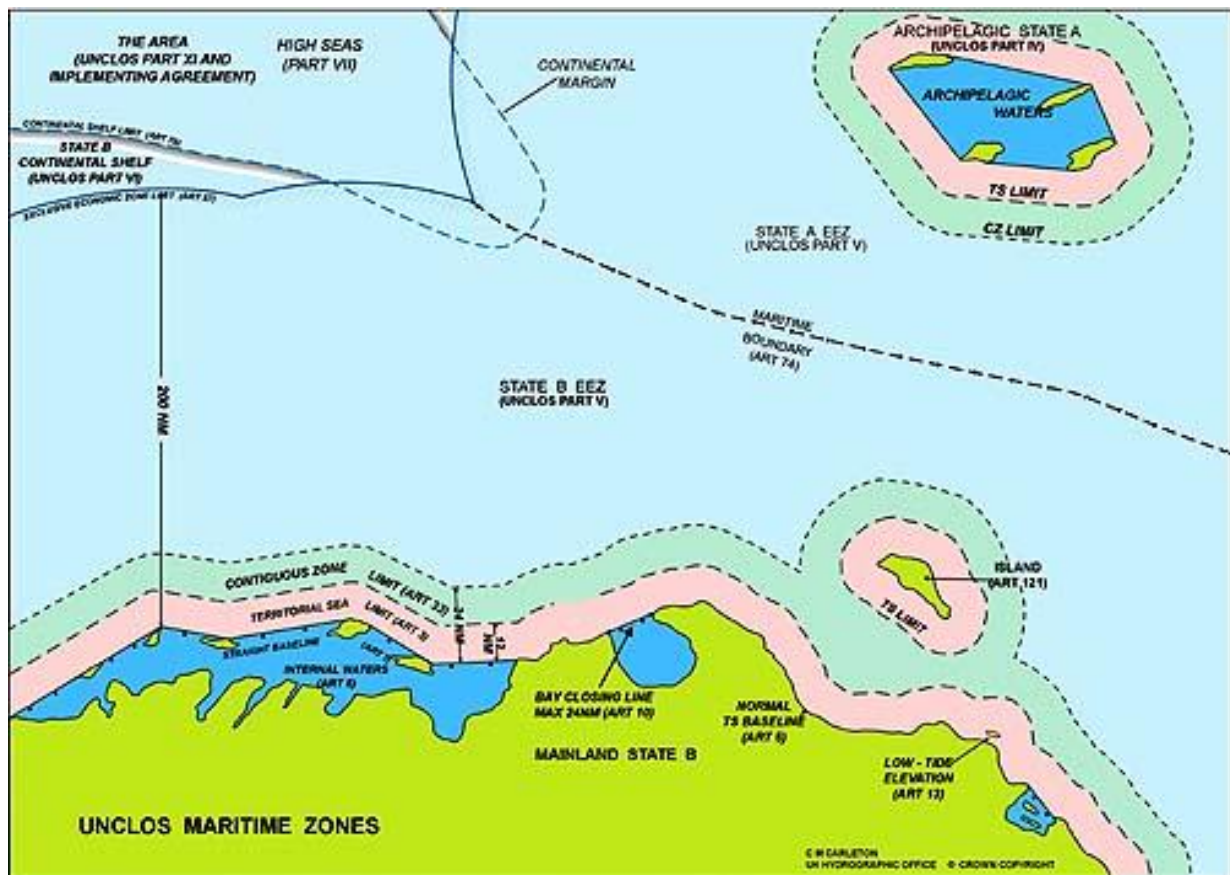 THE AREA
(UNCLOS PART XI AND
IMPLEMENTING AGREEMENT)
HIGH SEAS
(PART VII)
CONTINENTAL
MARGIN
ARCHIPELAGIC STATE A
(UNCLOS PART IV)
ARCHIPELAGIC
WATERS
TS LIMIT
CZ LIMIT
CONTINENTAL SHELF LIMIT (ART 76)
STATE B
CONTINENTAL SHELF
(UNCLOS PART VI)
EXCLUSIVE ECONOMIC ZONE LIMIT (ART 57)
STATE A EEZ
(UNCLOS PART V)
MARITIME
BOUNDARY
(ART 74)
200 NM
STATE B EEZ
(UNCLOS PART V)
CONTIGUOUS ZONE LIMIT (ART 33)
24 NM
TERRITORIAL SEA LIMIT (ART 3)
12 NM
STRAIGHT BASELINE
INTERNAL WATERS
(ART 8)
ISLAND
(ART 121)
TS LIMIT
BAY CLOSING LINE
MAX 24NM (ART 10)
NORMAL
TS BASELINE
(ART 5)
MAINLAND STATE B
LOW - TIDE
ELEVATION
(ART 13)
UNCLOS MARITIME ZONES
C M CARLETON
UK HYDROGRAPHIC OFFICE © CROWN COPYRIGHT